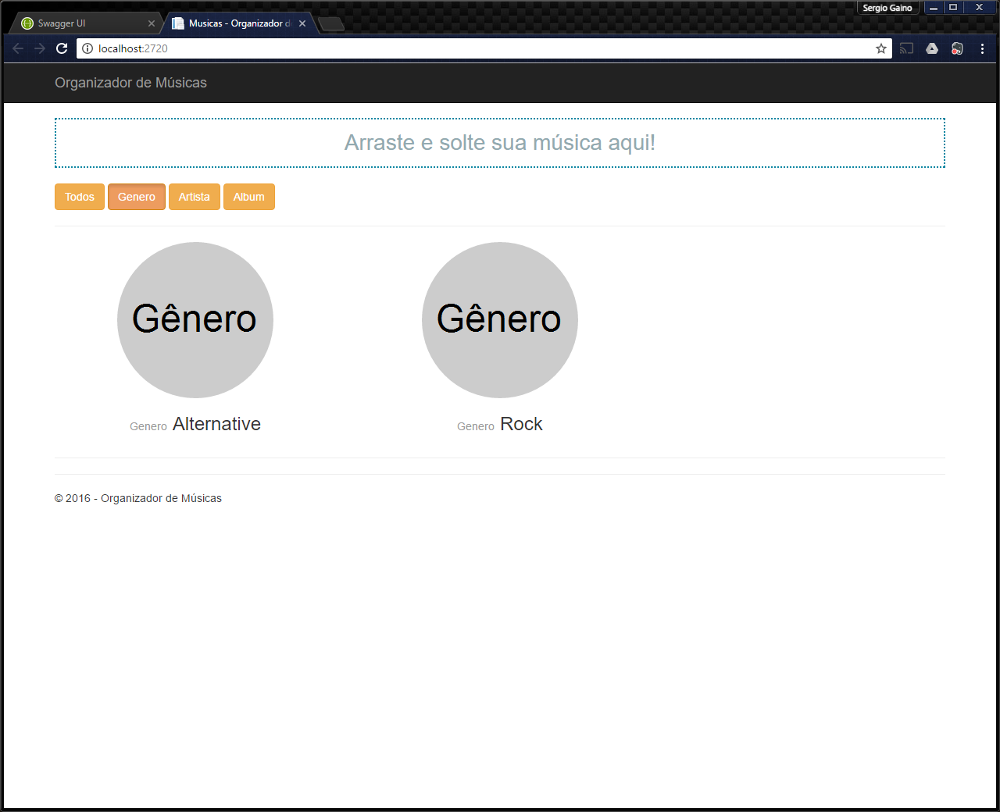 Sergio Gaino
Swagger UI
Musicas - Organizador d
localhost:2720
Organizador de Músicas
Arraste e solte sua música aqui!
Todos Genero Artista Album
Gênero Gênero
Genero Alternative Genero Rock
© 2016 - Organizador de Músicas